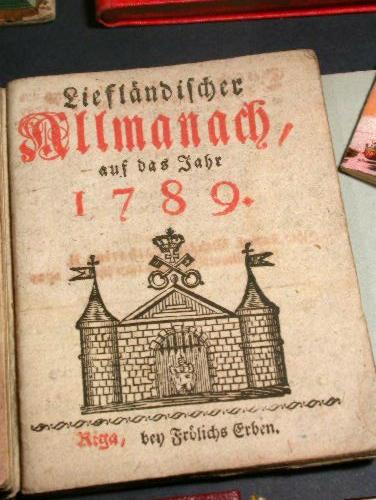 Liefländischer
Allmanach,
auf das Jahr
1789.
Riga, bey Frölichs Erben.